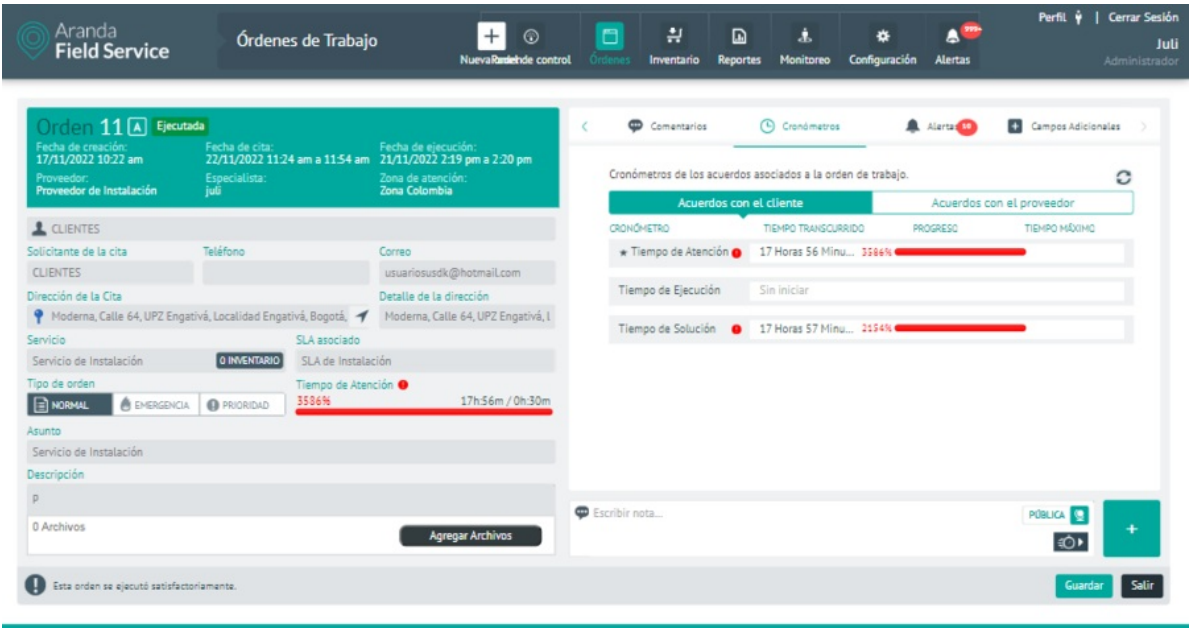 Aranda
Field Service
Órdenes de Trabajo
Perfil | Cerrar Sesión
Juli
Administrador
Nueva orden de control
Órdenes
Inventario
Reportes
Monitoreo
Configuración
Alertas
Orden 11 A Ejecutada
Fecha de creación:
17/11/2022 10:22 am
Fecha de cita:
22/11/2022 11:24 am a 11:54 am
Fecha de ejecución:
21/11/2022 2:19 pm a 2:20 pm
Proveedor:
Proveedor de Instalación
Especialista:
juli
Zona de atención:
Zona Colombia
CLIENTES
Solicitante de la cita
CLIENTES
Teléfono
Correo
usuariosusdk@hotmail.com
Dirección de la Cita
Moderna, Calle 64, UPZ Engativá, Localidad Engativá, Bogotá,
Detalle de la dirección
Moderna, Calle 64, UPZ Engativá, L
Servicio
Servicio de Instalación
0 INVENTARIO
SLA asociado
SLA de Instalación
Tipo de orden
NORMAL
EMERGENCIA
PRIORIDAD
Tiempo de Atención
3586%
17h:56m / 0h:30m
Asunto
Servicio de Instalación
Descripción
p
0 Archivos
Agregar Archivos
Esta orden se ejecutó satisfactoriamente.
Comentarios
Cronómetros
Alertas
Campos Adicionales
Cronómetros de los acuerdos asociados a la orden de trabajo.
Acuerdos con el cliente
Acuerdos con el proveedor
CRONÓMETRO
TIEMPO TRANSCURRIDO
PROGRESO
TIEMPO MÁXIMO
Tiempo de Atención
17 Horas 56 Minu...
3586%
Tiempo de Ejecución
Sin iniciar
Tiempo de Solución
17 Horas 57 Minu...
2154%
Escribir nota...
PÚBLICA
Guardar
Salir